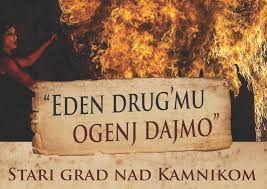 “EDEN DRUG’MU
OGENJ DAJMO”
STARI GRAD NAD KAMNIKOM